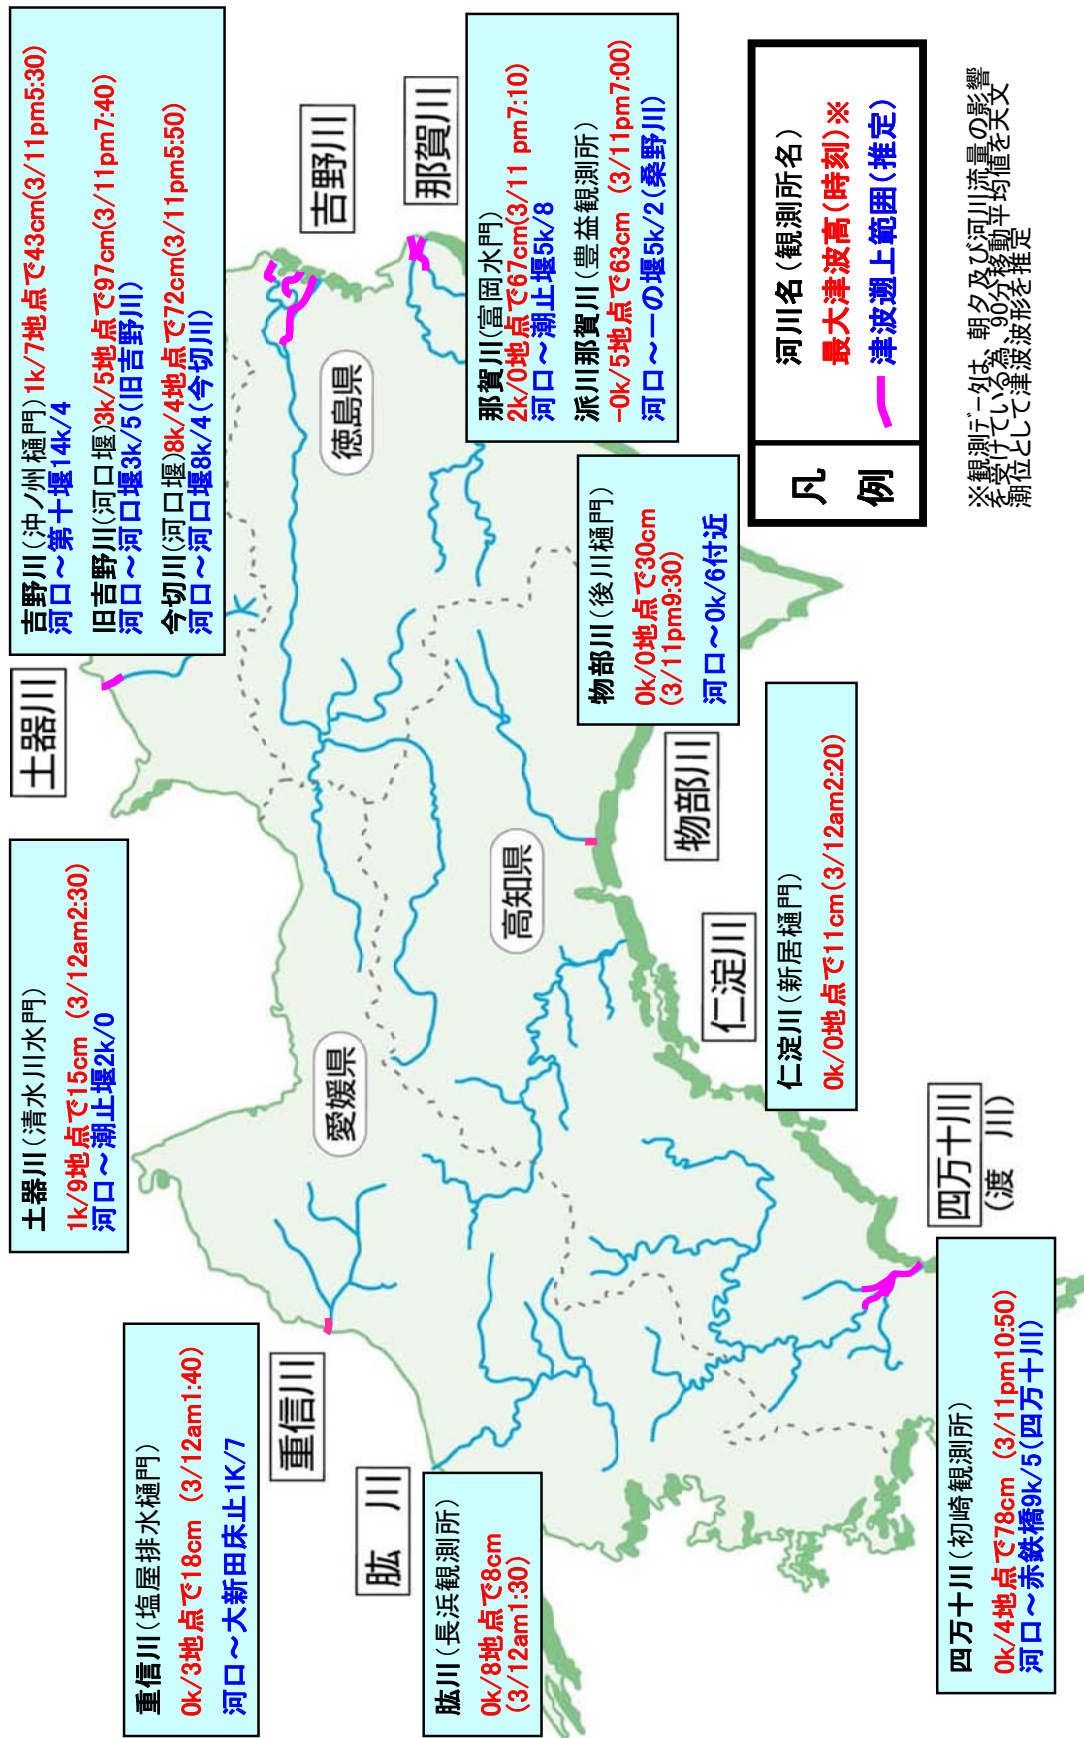 重信川(塩屋排水樋門)
0k/3地点で18cm (3/12am1:40)
河口～大新田床止1K/7
土器川(清水川水門)
1k/9地点で15cm (3/12am2:30)
河口～潮止堰2k/0
吉野川(沖ノ州樋門)1k/7地点で43cm(3/11pm5:30)
河口～第十堰14k/4
旧吉野川(河口堰)3k/5地点で97cm(3/11pm7:40)
河口～河口堰3k/5(旧吉野川)
今切川(河口堰)8k/4地点で72cm(3/11pm5:50)
河口～河口堰8k/4(今切川)
土器川
重信川
肱 川
吉野川
那賀川
愛媛県
徳島県
高知県
肱川(長浜観測所)
0k/8地点で8cm
(3/12am1:30)
那賀川(富岡水門)
2k/0地点で67cm(3/11 pm7:10)
河口～潮止堰5k/8
派川那賀川(豊益観測所)
-0k/5地点で63cm (3/11pm7:00)
河口～一の堰5k/2(桑野川)
物部川(後川樋門)
0k/0地点で30cm
(3/11pm9:30)
河口～0k/6付近
物部川
仁淀川
仁淀川(新居樋門)
0k/0地点で11cm(3/12am2:20)
四万十川
(渡 川)
四万十川(初崎観測所)
0k/4地点で78cm (3/11pm10:50)
河口～赤鉄橋9k/5(四万十川)
凡
例
河川名(観測所名)
最大津波高(時刻)※
津波遡上範囲(推定)
※観測データは、朝夕及び河川流量の影響
を受けている為、90分移動平均値を天文
潮位として津波波形を推定